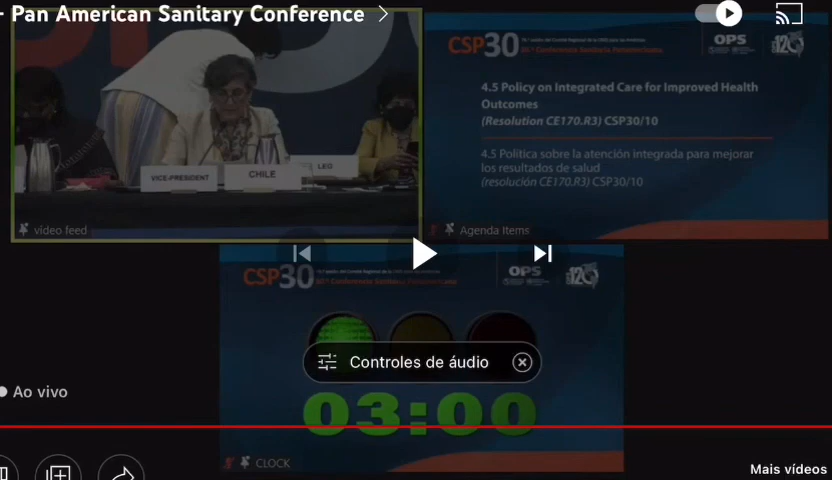 Pan American Sanitary Conference
CSP30
OPS
4.5 Policy on Integrated Care for Improved Health
Outcomes
(Resolution CE170.R3) CSP30/10
4.5 Política sobre la atención integrada para mejorar
los resultados de salud
(resolución CE170.R3) CSP30/10
VICE-PRESIDENT
CHILE
LEO
video feed
Agenda Items
CSP30
OPS
Controles de áudio
Ao vivo
03:00
CLOCK
Mais vídeos